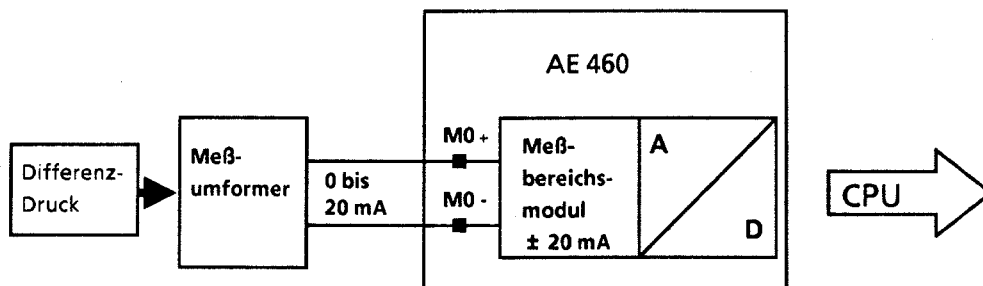 AE 460
Differenz-
Druck
Meß-
umformer
0 bis
20 mA
M0 +
M0 -
Meß-
bereichs-
modul
± 20 mA
A
D
CPU